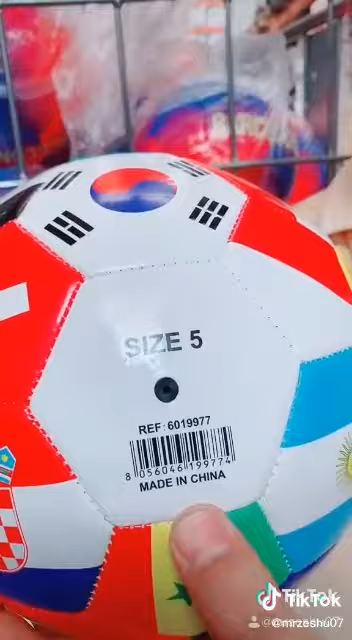 SIZE 5
REF: 6019977
8 056046 199774
MADE IN CHINA
TikTok
@mrzeshu07